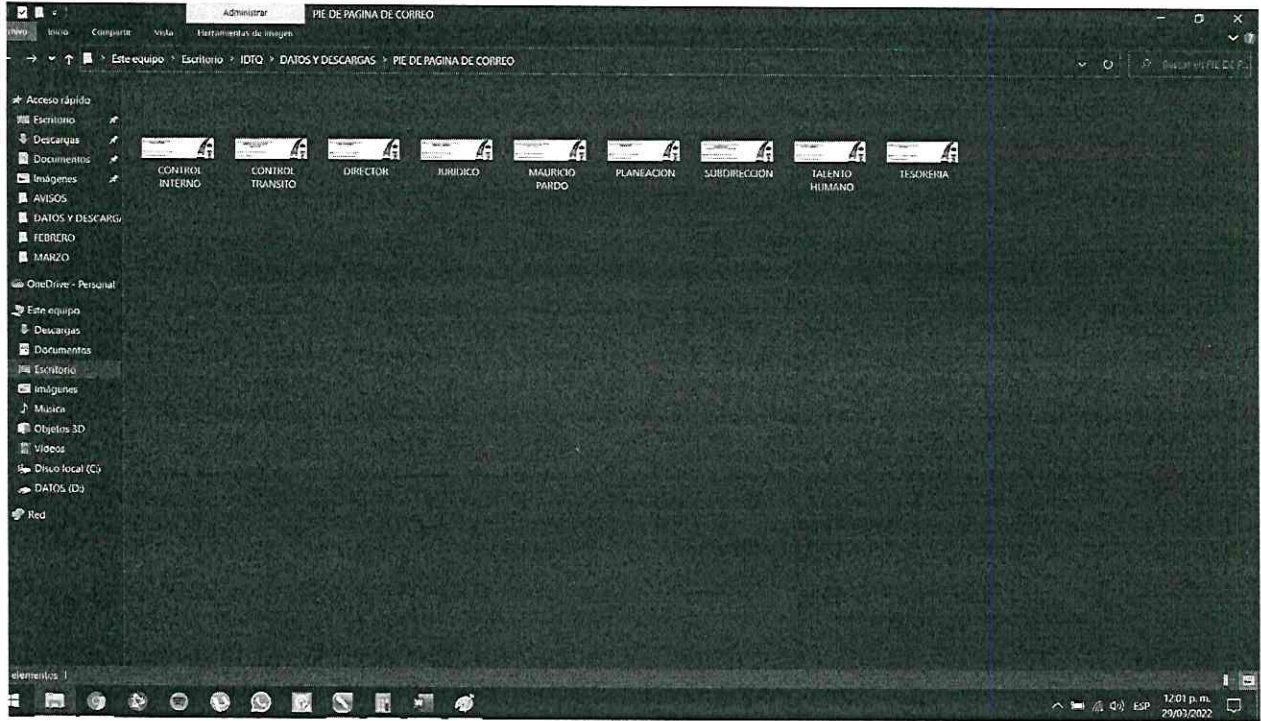 Administrar PIE DE PAGINA DE CORREO
Inicio Compartir Vista Herramientas de imagen
Este equipo > Escritorio > IDTQ > DATOS Y DESCARGAS > PIE DE PAGINA DE CORREO
Acceso rápido
Escritorio
Descargas
Documentos
Imágenes
AVISOS
DATOS Y DESCARGA
FEBRERO
MARZO
OneDrive - Personal
Este equipo
Descargas
Documentos
Escritorio
Imágenes
Música
Objetos 3D
Vídeos
Disco local (C:)
DATOS (D:)
Red
CONTROL INTERNO
CONTROL TRANSITO
DIRECTOR
JURIDICO
MAURICIO PARDO
PLANEACION
SUBDIRECCION
TALENTO HUMANO
TESORERIA
elementos
ESP 12:01 p. m.
29/03/2022